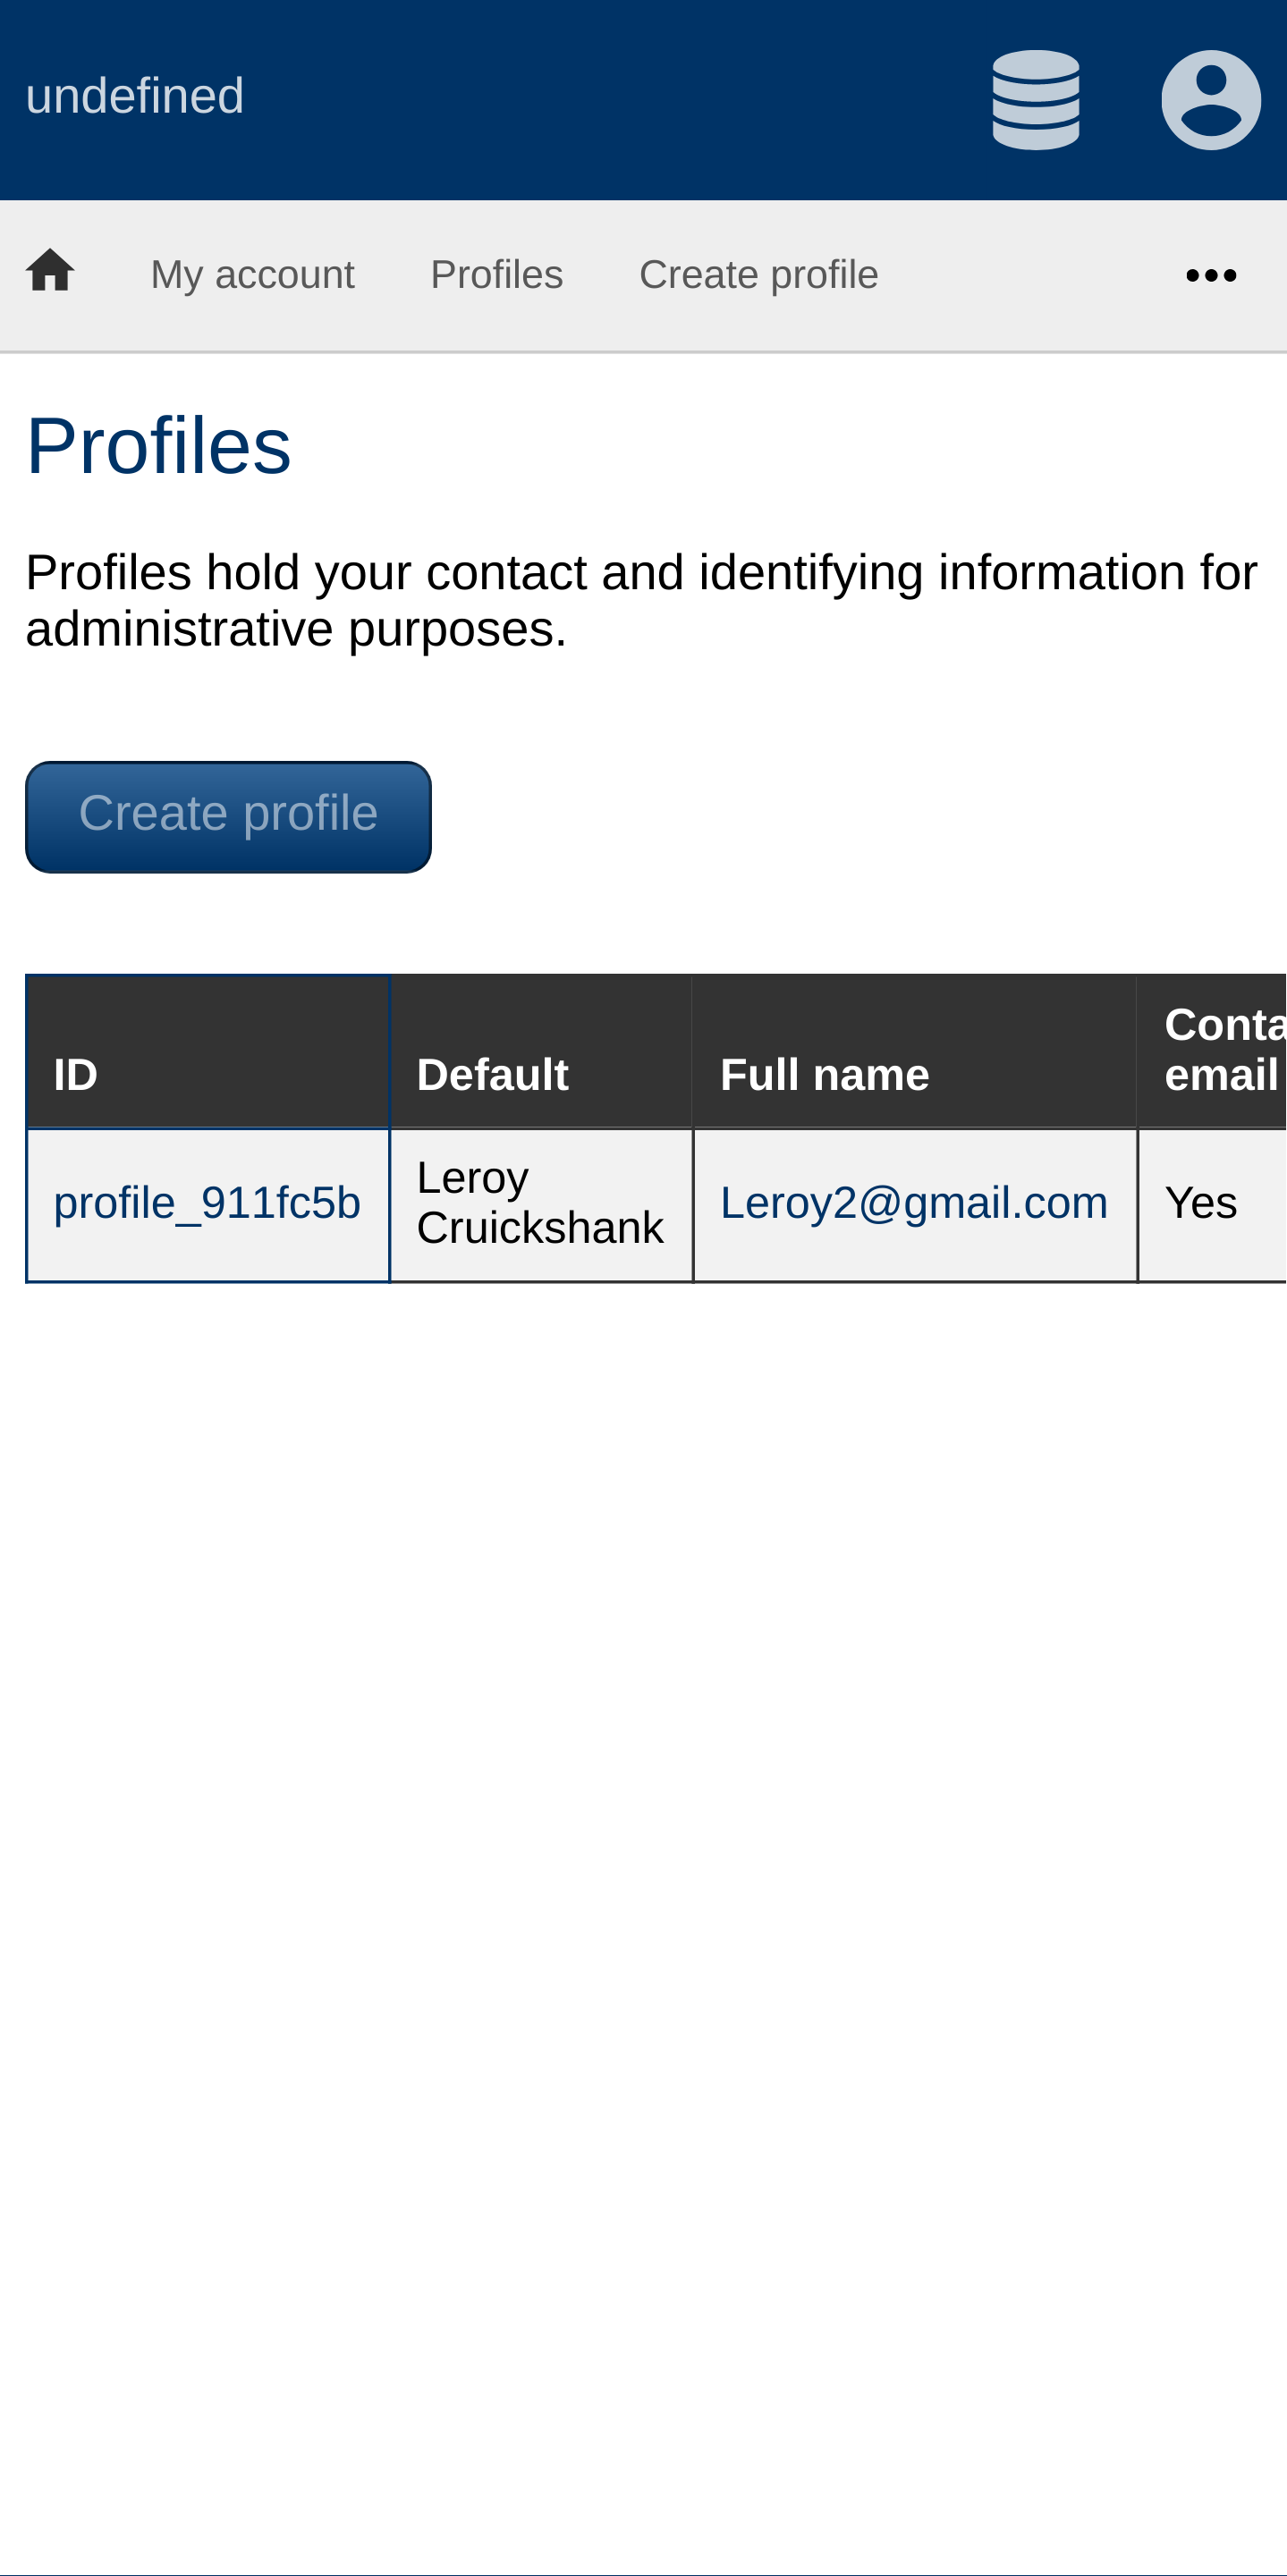 undefined
My account Profiles Create profile
Profiles
Profiles hold your contact and identifying information for
administrative purposes.
Create profile
ID Default Full name email
profile_911fc5b Leroy Cruickshank Leroy2@gmail.com Yes